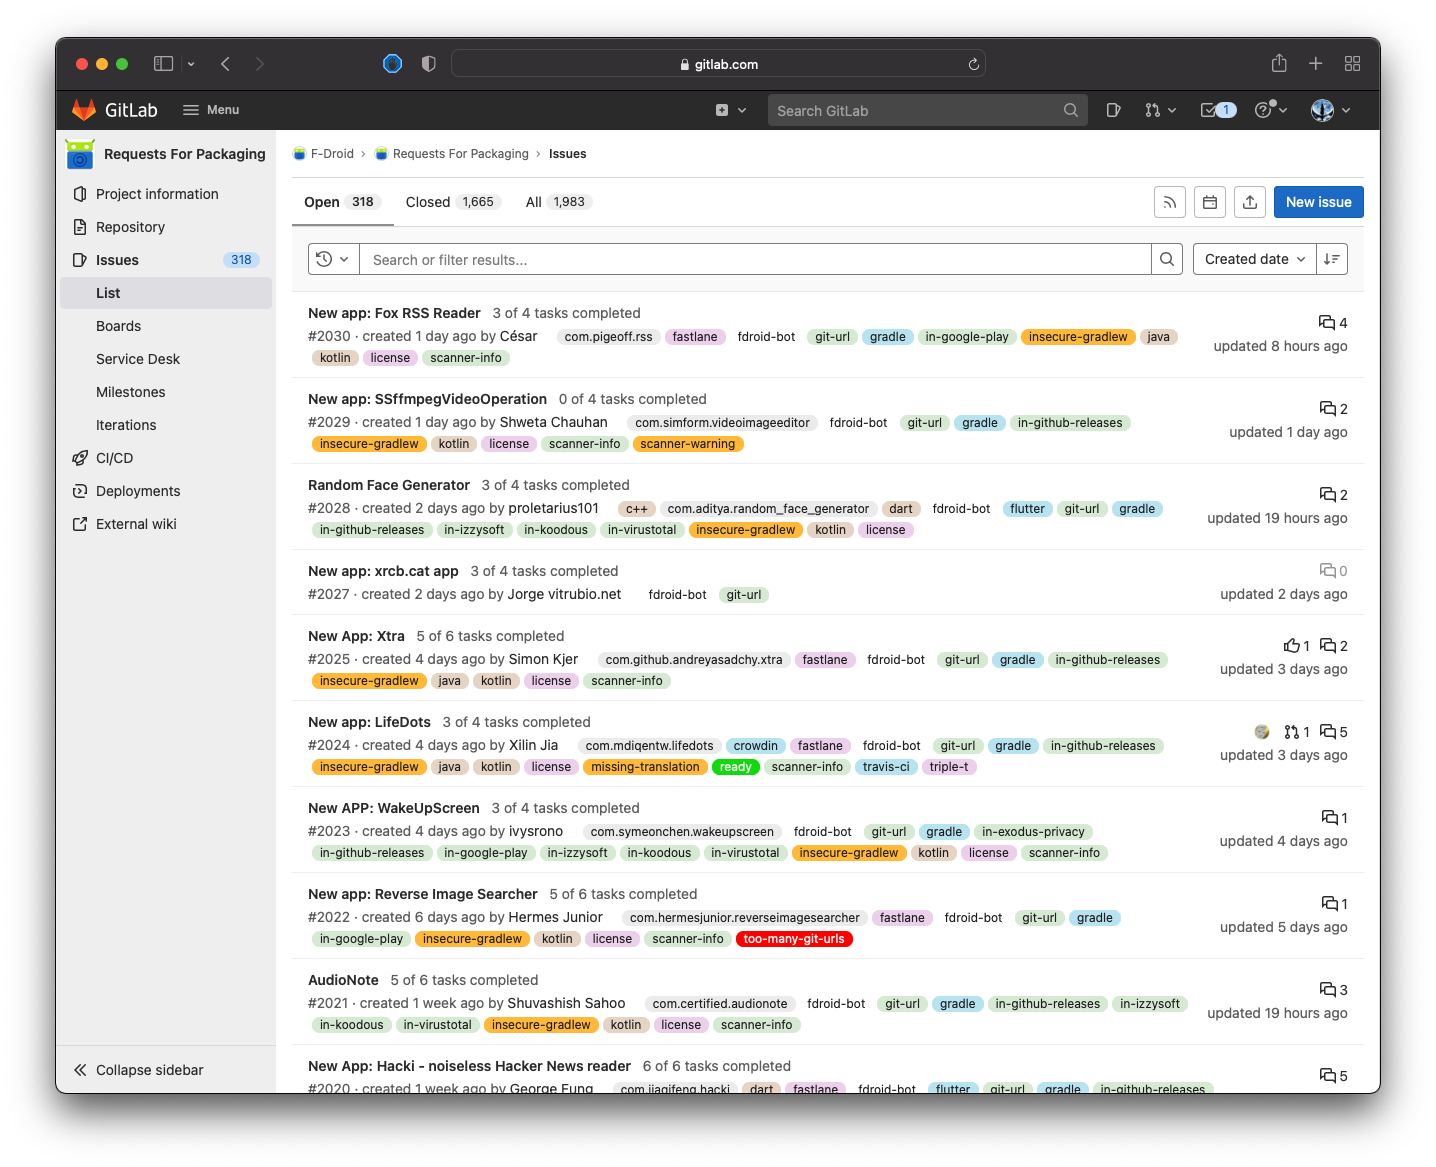 gitlab.com
GitLab Menu Search GitLab 1
Requests For Packaging
Project information
Repository
Issues 318
List
Boards
Service Desk
Milestones
Iterations
CI/CD
Deployments
External wiki
Collapse sidebar
F-Droid › Requests For Packaging › Issues
Open 318 Closed 1,665 All 1,983 New issue
Search or filter results... Created date
New app: Fox RSS Reader 3 of 4 tasks completed 4
#2030 · created 1 day ago by César com.pigeoff.rss fastlane fdroid-bot git-url gradle in-google-play insecure-gradlew java updated 8 hours ago
kotlin license scanner-info
New app: SSffmpegVideoOperation 0 of 4 tasks completed 2
#2029 · created 1 day ago by Shweta Chauhan com.simform.videoimageeditor fdroid-bot git-url gradle in-github-releases updated 1 day ago
insecure-gradlew kotlin license scanner-info scanner-warning
Random Face Generator 3 of 4 tasks completed 2
#2028 · created 2 days ago by proletarius101 c++ com.aditya.random_face_generator dart fdroid-bot flutter git-url gradle updated 19 hours ago
in-github-releases in-izzysoft in-koodous in-virustotal insecure-gradlew kotlin license
New app: xrcb.cat app 3 of 4 tasks completed 0
#2027 · created 2 days ago by Jorge vitrubio.net fdroid-bot git-url updated 2 days ago
New App: Xtra 5 of 6 tasks completed 1 2
#2025 · created 4 days ago by Simon Kjer com.github.andreyasadchy.xtra fastlane fdroid-bot git-url gradle in-github-releases updated 3 days ago
insecure-gradlew java kotlin license scanner-info
New app: LifeDots 3 of 4 tasks completed 1 5
#2024 · created 4 days ago by Xilin Jia com.mdiqentw.lifedots crowdin fastlane fdroid-bot git-url gradle in-github-releases updated 3 days ago
insecure-gradlew java kotlin license missing-translation ready scanner-info travis-ci triple-t
New APP: WakeUpScreen 3 of 4 tasks completed 1
#2023 · created 4 days ago by ivysrono com.symeonchen.wakeupscreen fdroid-bot git-url gradle in-exodus-privacy updated 4 days ago
in-github-releases in-google-play in-izzysoft in-koodous in-virustotal insecure-gradlew kotlin license scanner-info
New app: Reverse Image Searcher 5 of 6 tasks completed 1
#2022 · created 6 days ago by Hermes Junior com.hermesjunior.reverseimagesearcher fastlane fdroid-bot git-url gradle updated 5 days ago
in-google-play insecure-gradlew kotlin license scanner-info too-many-git-urls
AudioNote 5 of 6 tasks completed 3
#2021 · created 1 week ago by Shuvashish Sahoo com.certified.audionote fdroid-bot git-url gradle in-github-releases in-izzysoft updated 19 hours ago
in-koodous in-virustotal insecure-gradlew kotlin license scanner-info
New App: Hacki - noiseless Hacker News reader 6 of 6 tasks completed 5
#2020 · created 1 week ago by George Fung com.jiaqifeng.hacki dart fastlane fdroid-bot flutter git-url gradle in-github-releases